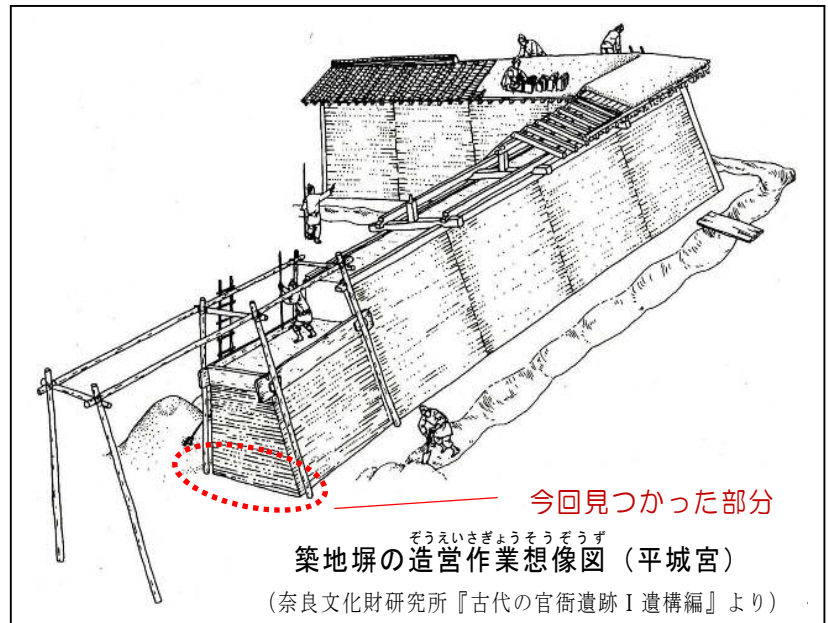 今回見つかった部分
ぞうえいさぎょうそうぞうず
築地塀の造営作業想像図（平城宮）
（奈良文化財研究所『古代の官衙遺跡Ⅰ遺構編』より）